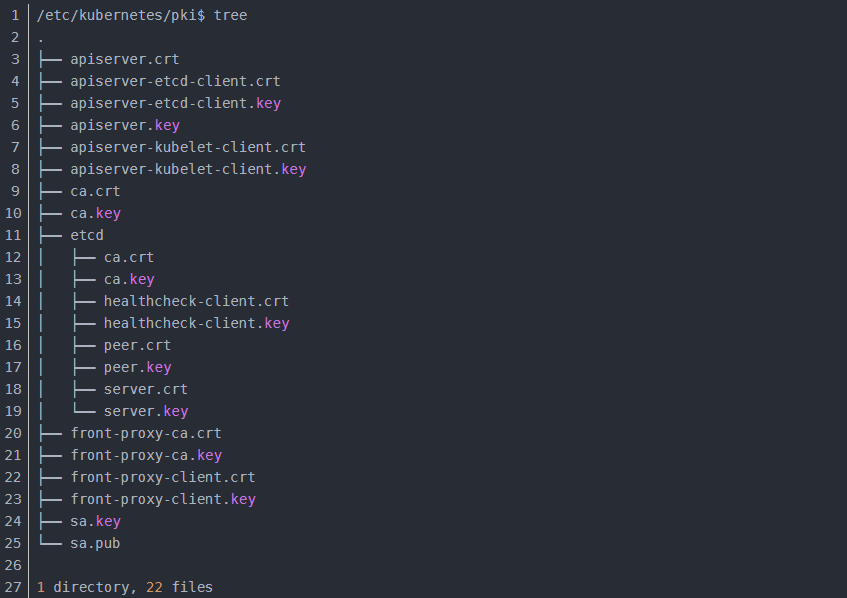 1 /etc/kubernetes/pki$ tree
2 .
3 ├── apiserver.crt
4 ├── apiserver-etcd-client.crt
5 ├── apiserver-etcd-client.key
6 ├── apiserver.key
7 ├── apiserver-kubelet-client.crt
8 ├── apiserver-kubelet-client.key
9 ├── ca.crt
10 ├── ca.key
11 ├── etcd
12 │   ├── ca.crt
13 │   ├── ca.key
14 │   ├── healthcheck-client.crt
15 │   ├── healthcheck-client.key
16 │   ├── peer.crt
17 │   ├── peer.key
18 │   ├── server.crt
19 │   └── server.key
20 ├── front-proxy-ca.crt
21 ├── front-proxy-ca.key
22 ├── front-proxy-client.crt
23 ├── front-proxy-client.key
24 ├── sa.key
25 └── sa.pub
26
27 1 directory, 22 files